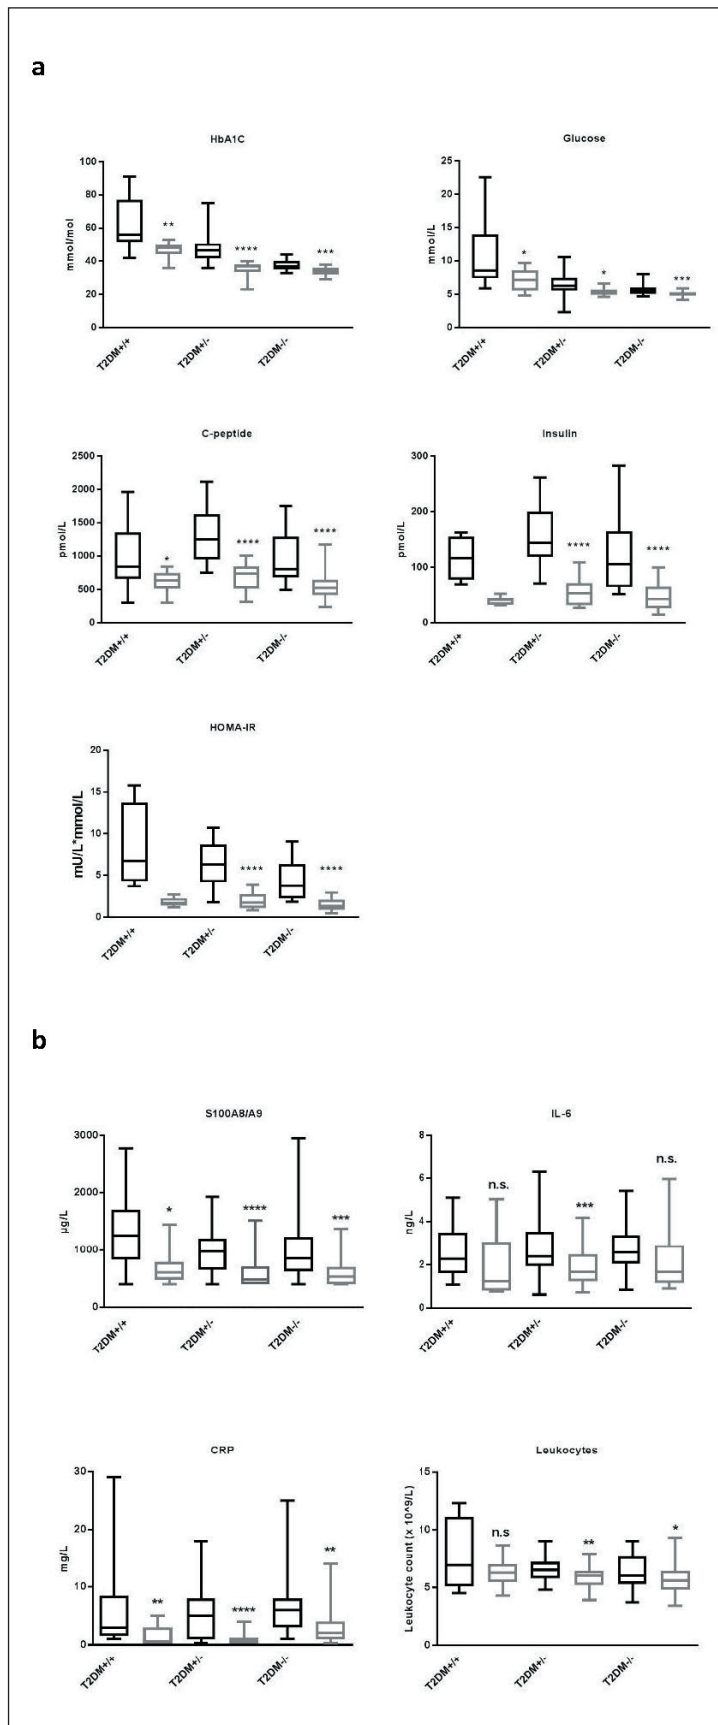 a
HbA1C
mmol/mol
100
80
60
40
20
0
**
****
***
T2DM+/+
T2DM+/-
T2DM-/-
Glucose
mmol/L
25
20
15
10
5
0
*
*
***
T2DM+/+
T2DM+/-
T2DM-/-
C-peptide
pmol/L
2500
2000
1500
1000
500
0
*
****
****
T2DM+/+
T2DM+/-
T2DM-/-
Insulin
pmol/L
300
200
100
0
****
****
T2DM+/+
T2DM+/-
T2DM-/-
HOMA-IR
mU/L*mmol/L
20
15
10
5
0
****
****
T2DM+/+
T2DM+/-
T2DM-/-
b
S100A8/A9
µg/L
3000
2000
1000
0
*
****
***
T2DM+/+
T2DM+/-
T2DM-/-
IL-6
ng/L
8
6
4
2
0
n.s.
***
n.s.
T2DM+/+
T2DM+/-
T2DM-/-
CRP
mg/L
30
20
10
0
**
****
**
T2DM+/+
T2DM+/-
T2DM-/-
Leukocytes
Leukocyte count (x 10^9/L)
15
10
5
0
n.s
**
*
T2DM+/+
T2DM+/-
T2DM-/-